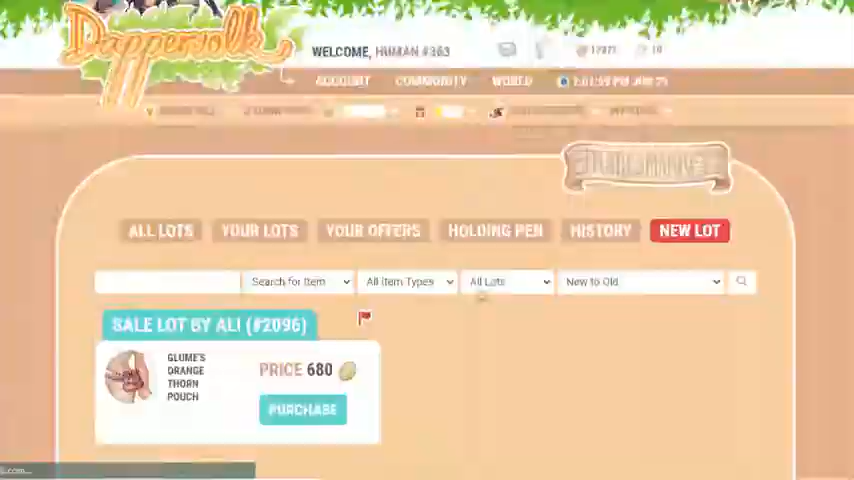 Dappervolk
WELCOME, HUMAN #363
ACCOUNT COMMUNITY WORLD
ALL LOTS YOUR LOTS YOUR OFFERS HOLDING PEN HISTORY NEW LOT
Search for Item All Item Types All Lots New to Old
SALE LOT BY ALI (#2096)
GLUME'S
ORANGE
THORN
POUCH
PRICE 680
PURCHASE